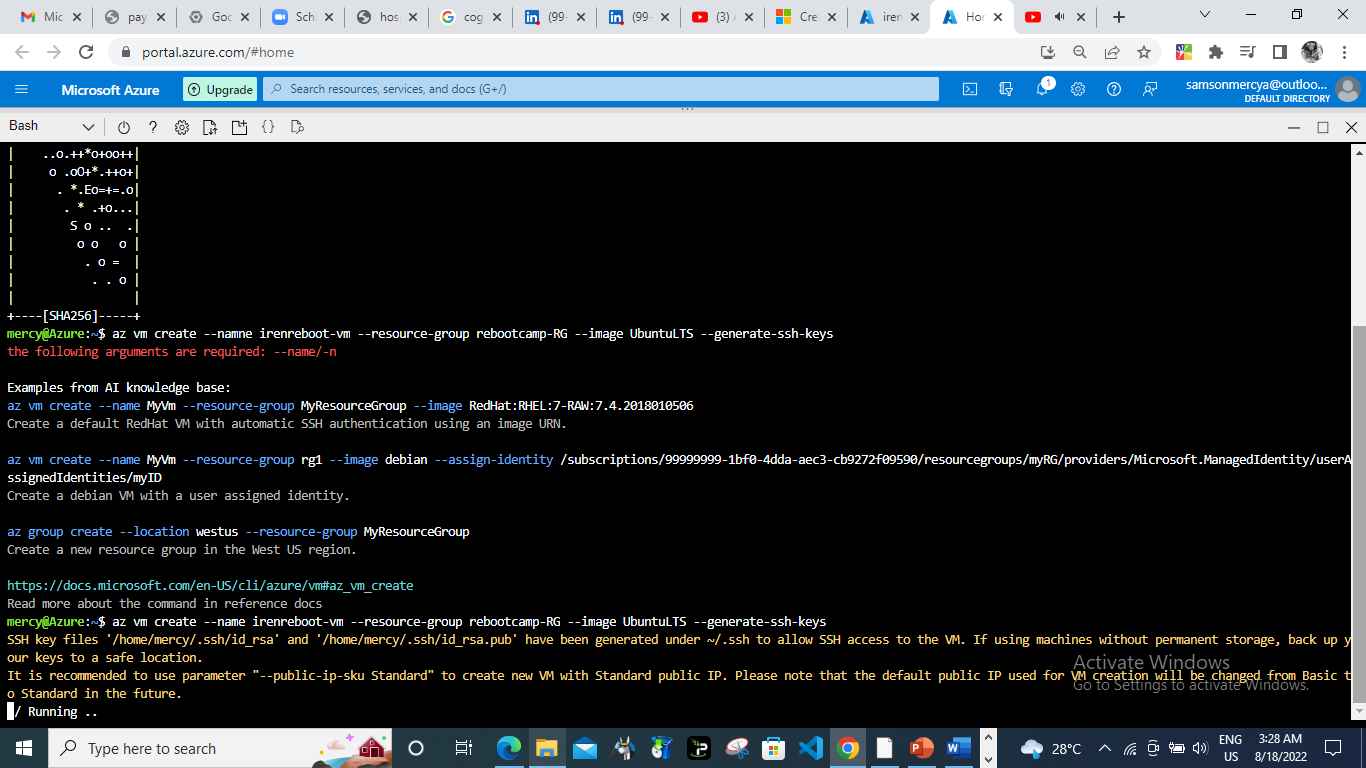 Mic
pay
Goc
Sch
hos
cog
(99-
(99-
(3)
Cre
iren
Hor
portal.azure.com/#home
Microsoft Azure
Upgrade
Search resources, services, and docs (G+/)
1
samsonmercya@outloo...
DEFAULT DIRECTORY
Bash
| ..o.++*o+oo++|
| o .oO+*.++o+|
| . *.Eo=+=.o|
| . * .+o...|
| S o .. .|
| o o o |
| . o = |
| . . o |
| |
+----[SHA256]-----+
mercy@Azure:~$ az vm create --namne irenreboot-vm --resource-group rebootcamp-RG --image UbuntuLTS --generate-ssh-keys
the following arguments are required: --name/-n
Examples from AI knowledge base:
az vm create --name MyVm --resource-group MyResourceGroup --image RedHat:RHEL:7-RAW:7.4.2018010506
Create a default RedHat VM with automatic SSH authentication using an image URN.
az vm create --name MyVm --resource-group rg1 --image debian --assign-identity /subscriptions/99999999-1bf0-4dda-aec3-cb9272f09590/resourcegroups/myRG/providers/Microsoft.ManagedIdentity/userA
ssignedIdentities/myID
Create a debian VM with a user assigned identity.
az group create --location westus --resource-group MyResourceGroup
Create a new resource group in the West US region.
https://docs.microsoft.com/en-US/cli/azure/vm#az_vm_create
Read more about the command in reference docs
mercy@Azure:~$ az vm create --name irenreboot-vm --resource-group rebootcamp-RG --image UbuntuLTS --generate-ssh-keys
SSH key files '/home/mercy/.ssh/id_rsa' and '/home/mercy/.ssh/id_rsa.pub' have been generated under ~/.ssh to allow SSH access to the VM. If using machines without permanent storage, back up y
our keys to a safe location.
It is recommended to use parameter "--public-ip-sku Standard" to create new VM with Standard public IP. Please note that the default public IP used for VM creation will be changed from Basic t
o Standard in the future.
/ Running ..
Activate Windows
Go to Settings to activate Windows.
Type here to search
28°C
ENG
US
3:28 AM
8/18/2022